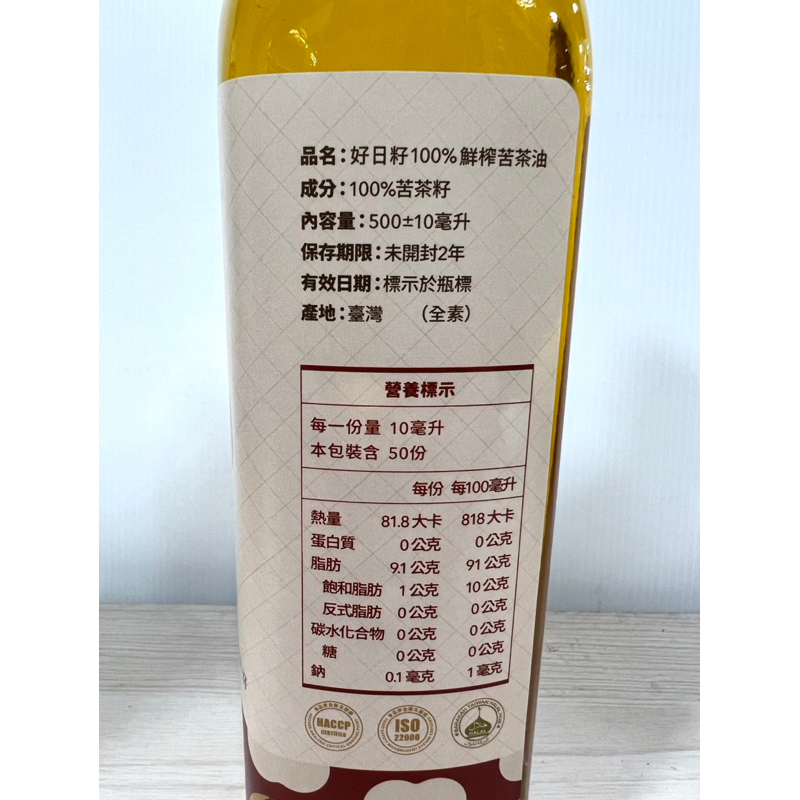 品名：好日籽100%鮮榨苦茶油
成分：100%苦茶籽
內容量：500±10毫升
保存期限：未開封2年
有效日期：標示於瓶標
產地：臺灣 （全素）
營養標示
每一份量 10毫升
本包裝含 50份
每份 每100毫升
熱量 81.8大卡 818大卡
蛋白質 0公克 0公克
脂肪 9.1公克 91公克
飽和脂肪 1公克 10公克
反式脂肪 0公克 0公克
碳水化合物 0公克 0公克
糖 0公克 0公克
鈉 0.1毫克 1毫克
HACCP
CERTIFIED
ISO
22000
HALAL